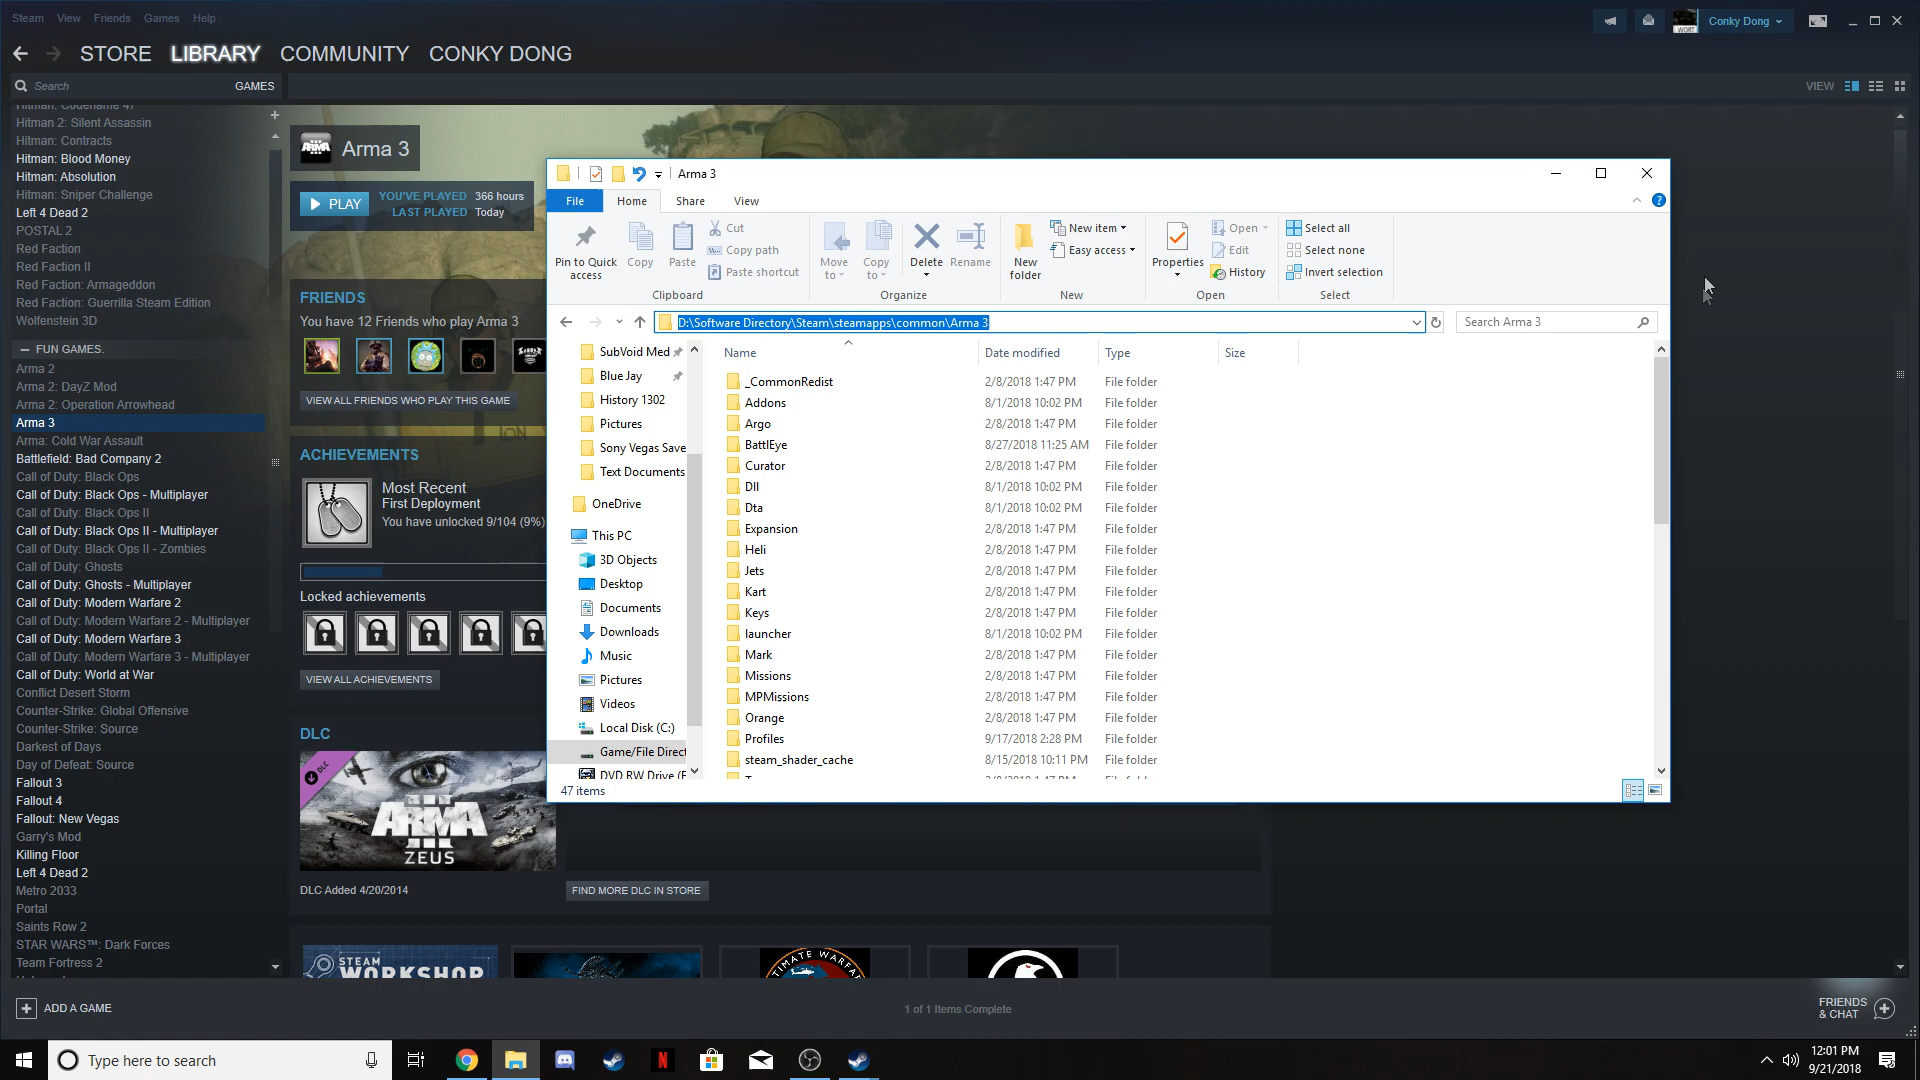 Steam View Friends Games Help
Conky Dong
STORE LIBRARY COMMUNITY CONKY DONG
Search
GAMES
VIEW
Hitman: Codename 47
Hitman 2: Silent Assassin
Hitman: Contracts
Hitman: Blood Money
Hitman: Absolution
Hitman: Sniper Challenge
Left 4 Dead 2
POSTAL 2
Red Faction
Red Faction II
Red Faction: Armageddon
Red Faction: Guerrilla Steam Edition
Wolfenstein 3D
FUN GAMES.
Arma 2
Arma 2: DayZ Mod
Arma 2: Operation Arrowhead
Arma 3
Arma: Cold War Assault
Battlefield: Bad Company 2
Call of Duty: Black Ops
Call of Duty: Black Ops - Multiplayer
Call of Duty: Black Ops II
Call of Duty: Black Ops II - Multiplayer
Call of Duty: Black Ops II - Zombies
Call of Duty: Ghosts
Call of Duty: Ghosts - Multiplayer
Call of Duty: Modern Warfare 2
Call of Duty: Modern Warfare 2 - Multiplayer
Call of Duty: Modern Warfare 3
Call of Duty: Modern Warfare 3 - Multiplayer
Call of Duty: World at War
Conflict Desert Storm
Counter-Strike: Global Offensive
Counter-Strike: Source
Darkest of Days
Day of Defeat: Source
Fallout 3
Fallout 4
Fallout: New Vegas
Garry's Mod
Killing Floor
Left 4 Dead 2
Metro 2033
Portal
Saints Row 2
STAR WARS™: Dark Forces
Team Fortress 2
ARMA
Arma 3
PLAY
YOU'VE PLAYED 366 hours
LAST PLAYED Today
FRIENDS
You have 12 Friends who play Arma 3
VIEW ALL FRIENDS WHO PLAY THIS GAME
ACHIEVEMENTS
Most Recent
First Deployment
You have unlocked 9/104 (9%)
Locked achievements
VIEW ALL ACHIEVEMENTS
DLC
DLC
ARMA
III
ZEUS
DLC Added 4/20/2014
FIND MORE DLC IN STORE
STEAM
WORKSHOP
Arma 3
File Home Share View
Pin to Quick access
Copy
Paste
Cut
Copy path
Paste shortcut
Clipboard
Move to
Copy to
Delete
Rename
Organize
New folder
New item
Easy access
New
Properties
Open
Edit
History
Open
Select all
Select none
Invert selection
Select
D:\Software Directory\Steam\steamapps\common\Arma 3
Search Arma 3
SubVoid Med
Blue Jay
History 1302
Pictures
Sony Vegas Save
Text Documents
OneDrive
This PC
3D Objects
Desktop
Documents
Downloads
Music
Pictures
Videos
Local Disk (C:)
Game/File Direct
DVD RW Drive (F
Name Date modified Type Size
_CommonRedist 2/8/2018 1:47 PM File folder
Addons 8/1/2018 10:02 PM File folder
Argo 2/8/2018 1:47 PM File folder
BattlEye 8/27/2018 11:25 AM File folder
Curator 2/8/2018 1:47 PM File folder
Dll 8/1/2018 10:02 PM File folder
Dta 8/1/2018 10:02 PM File folder
Expansion 2/8/2018 1:47 PM File folder
Heli 2/8/2018 1:47 PM File folder
Jets 2/8/2018 1:47 PM File folder
Kart 2/8/2018 1:47 PM File folder
Keys 2/8/2018 1:47 PM File folder
launcher 8/1/2018 10:02 PM File folder
Mark 2/8/2018 1:47 PM File folder
Missions 2/8/2018 1:47 PM File folder
MPMissions 2/8/2018 1:47 PM File folder
Orange 2/8/2018 1:47 PM File folder
Profiles 9/17/2018 2:28 PM File folder
steam_shader_cache 8/15/2018 10:11 PM File folder
47 items
ADD A GAME
1 of 1 Items Complete
FRIENDS
& CHAT
Type here to search
12:01 PM
9/21/2018